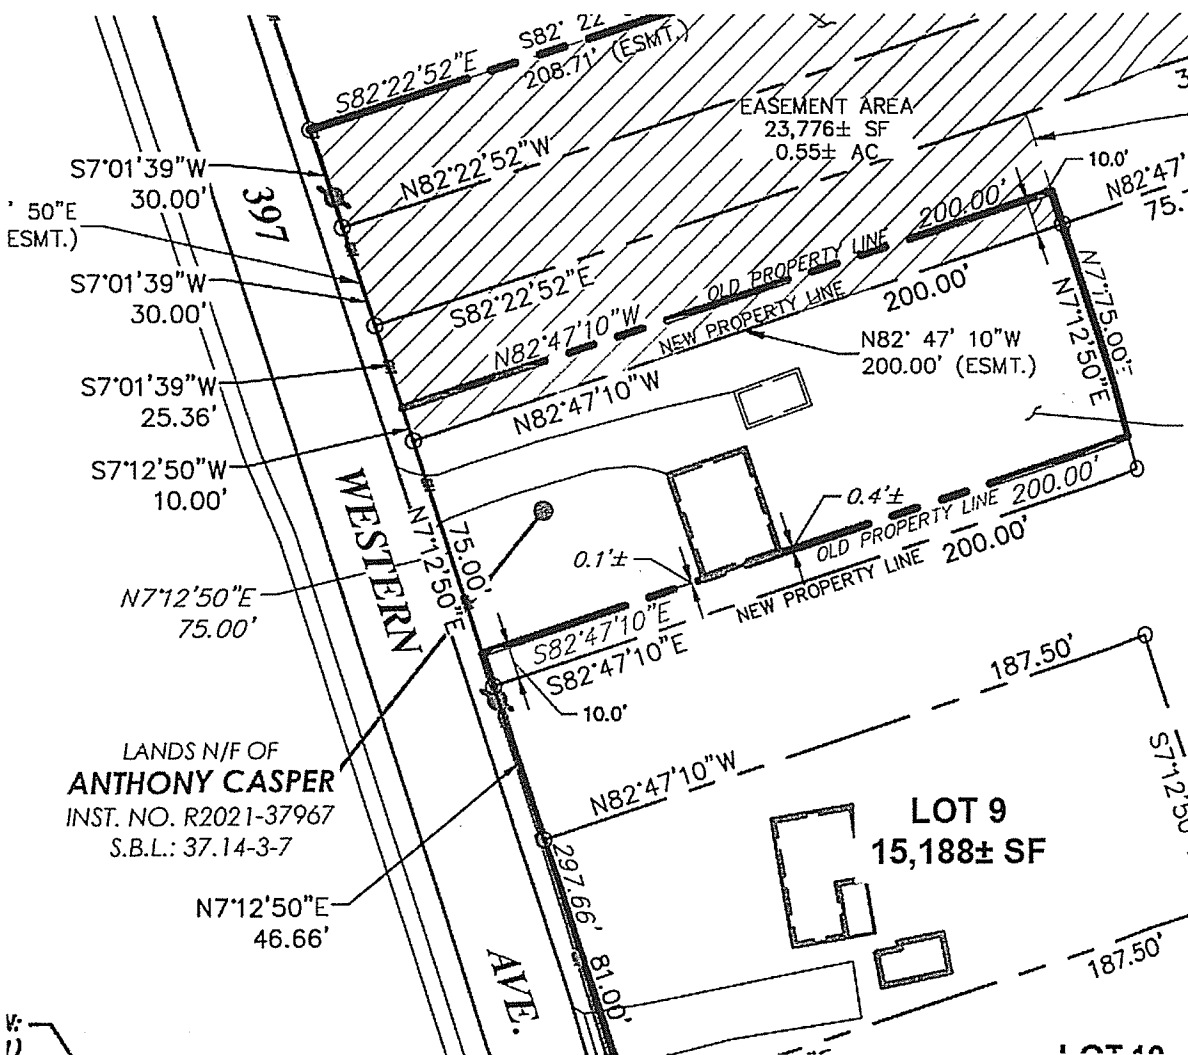 S82°22'52"E
S82° 22'
208.71' (ESMT.)
EASEMENT AREA
23,776± SF
0.55± AC
S7°01'39"W
30.00'
397
N82°22'52"W
10.0'
N82°47'
75.
' 50"E
ESMT.)
S7°01'39"W
30.00'
S82°22'52"E
200.00'
OLD PROPERTY LINE
NEW PROPERTY LINE
200.00'
N82°47'10"W
N82° 47' 10"W
200.00' (ESMT.)
75.00'
N7°12'50"E
S7°01'39"W
25.36'
N82°47'10"W
S7°12'50"W
10.00'
WESTERN
75.00'
N7°12'50"E
0.4'±
200.00'
OLD PROPERTY LINE
NEW PROPERTY LINE
200.00'
0.1'±
N7°12'50"E
75.00'
S82°47'10"E
S82°47'10"E
10.0'
187.50'
LANDS N/F OF
ANTHONY CASPER
INST. NO. R2021-37967
S.B.L.: 37.14-3-7
N82°47'10"W
S7°12'50"
LOT 9
15,188± SF
N7°12'50"E
46.66'
297.66'
81.00'
AVE.
187.50'
LOT 10